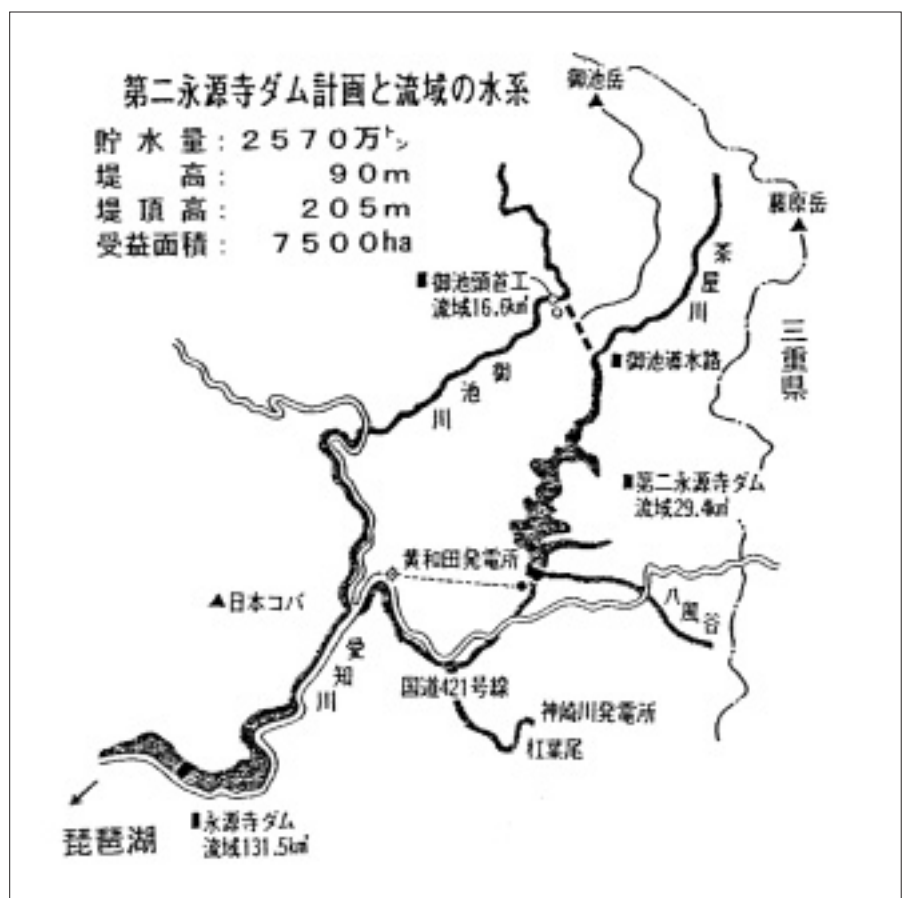 第二永源寺ダム計画と流域の水系
貯水量：2570万トン
堤高：90m
堤頂高：205m
受益面積：7500ha
御池岳
藤原岳
茶屋川
三重県
■御池頭首工
流域16.6km²
御池川
■御池導水路
■第二永源寺ダム
流域29.4km²
黄和田発電所
八風谷
▲日本コバ
愛知川
国道421号線
神崎川発電所
杠葉尾
■永源寺ダム
流域131.5km²
琵琶湖